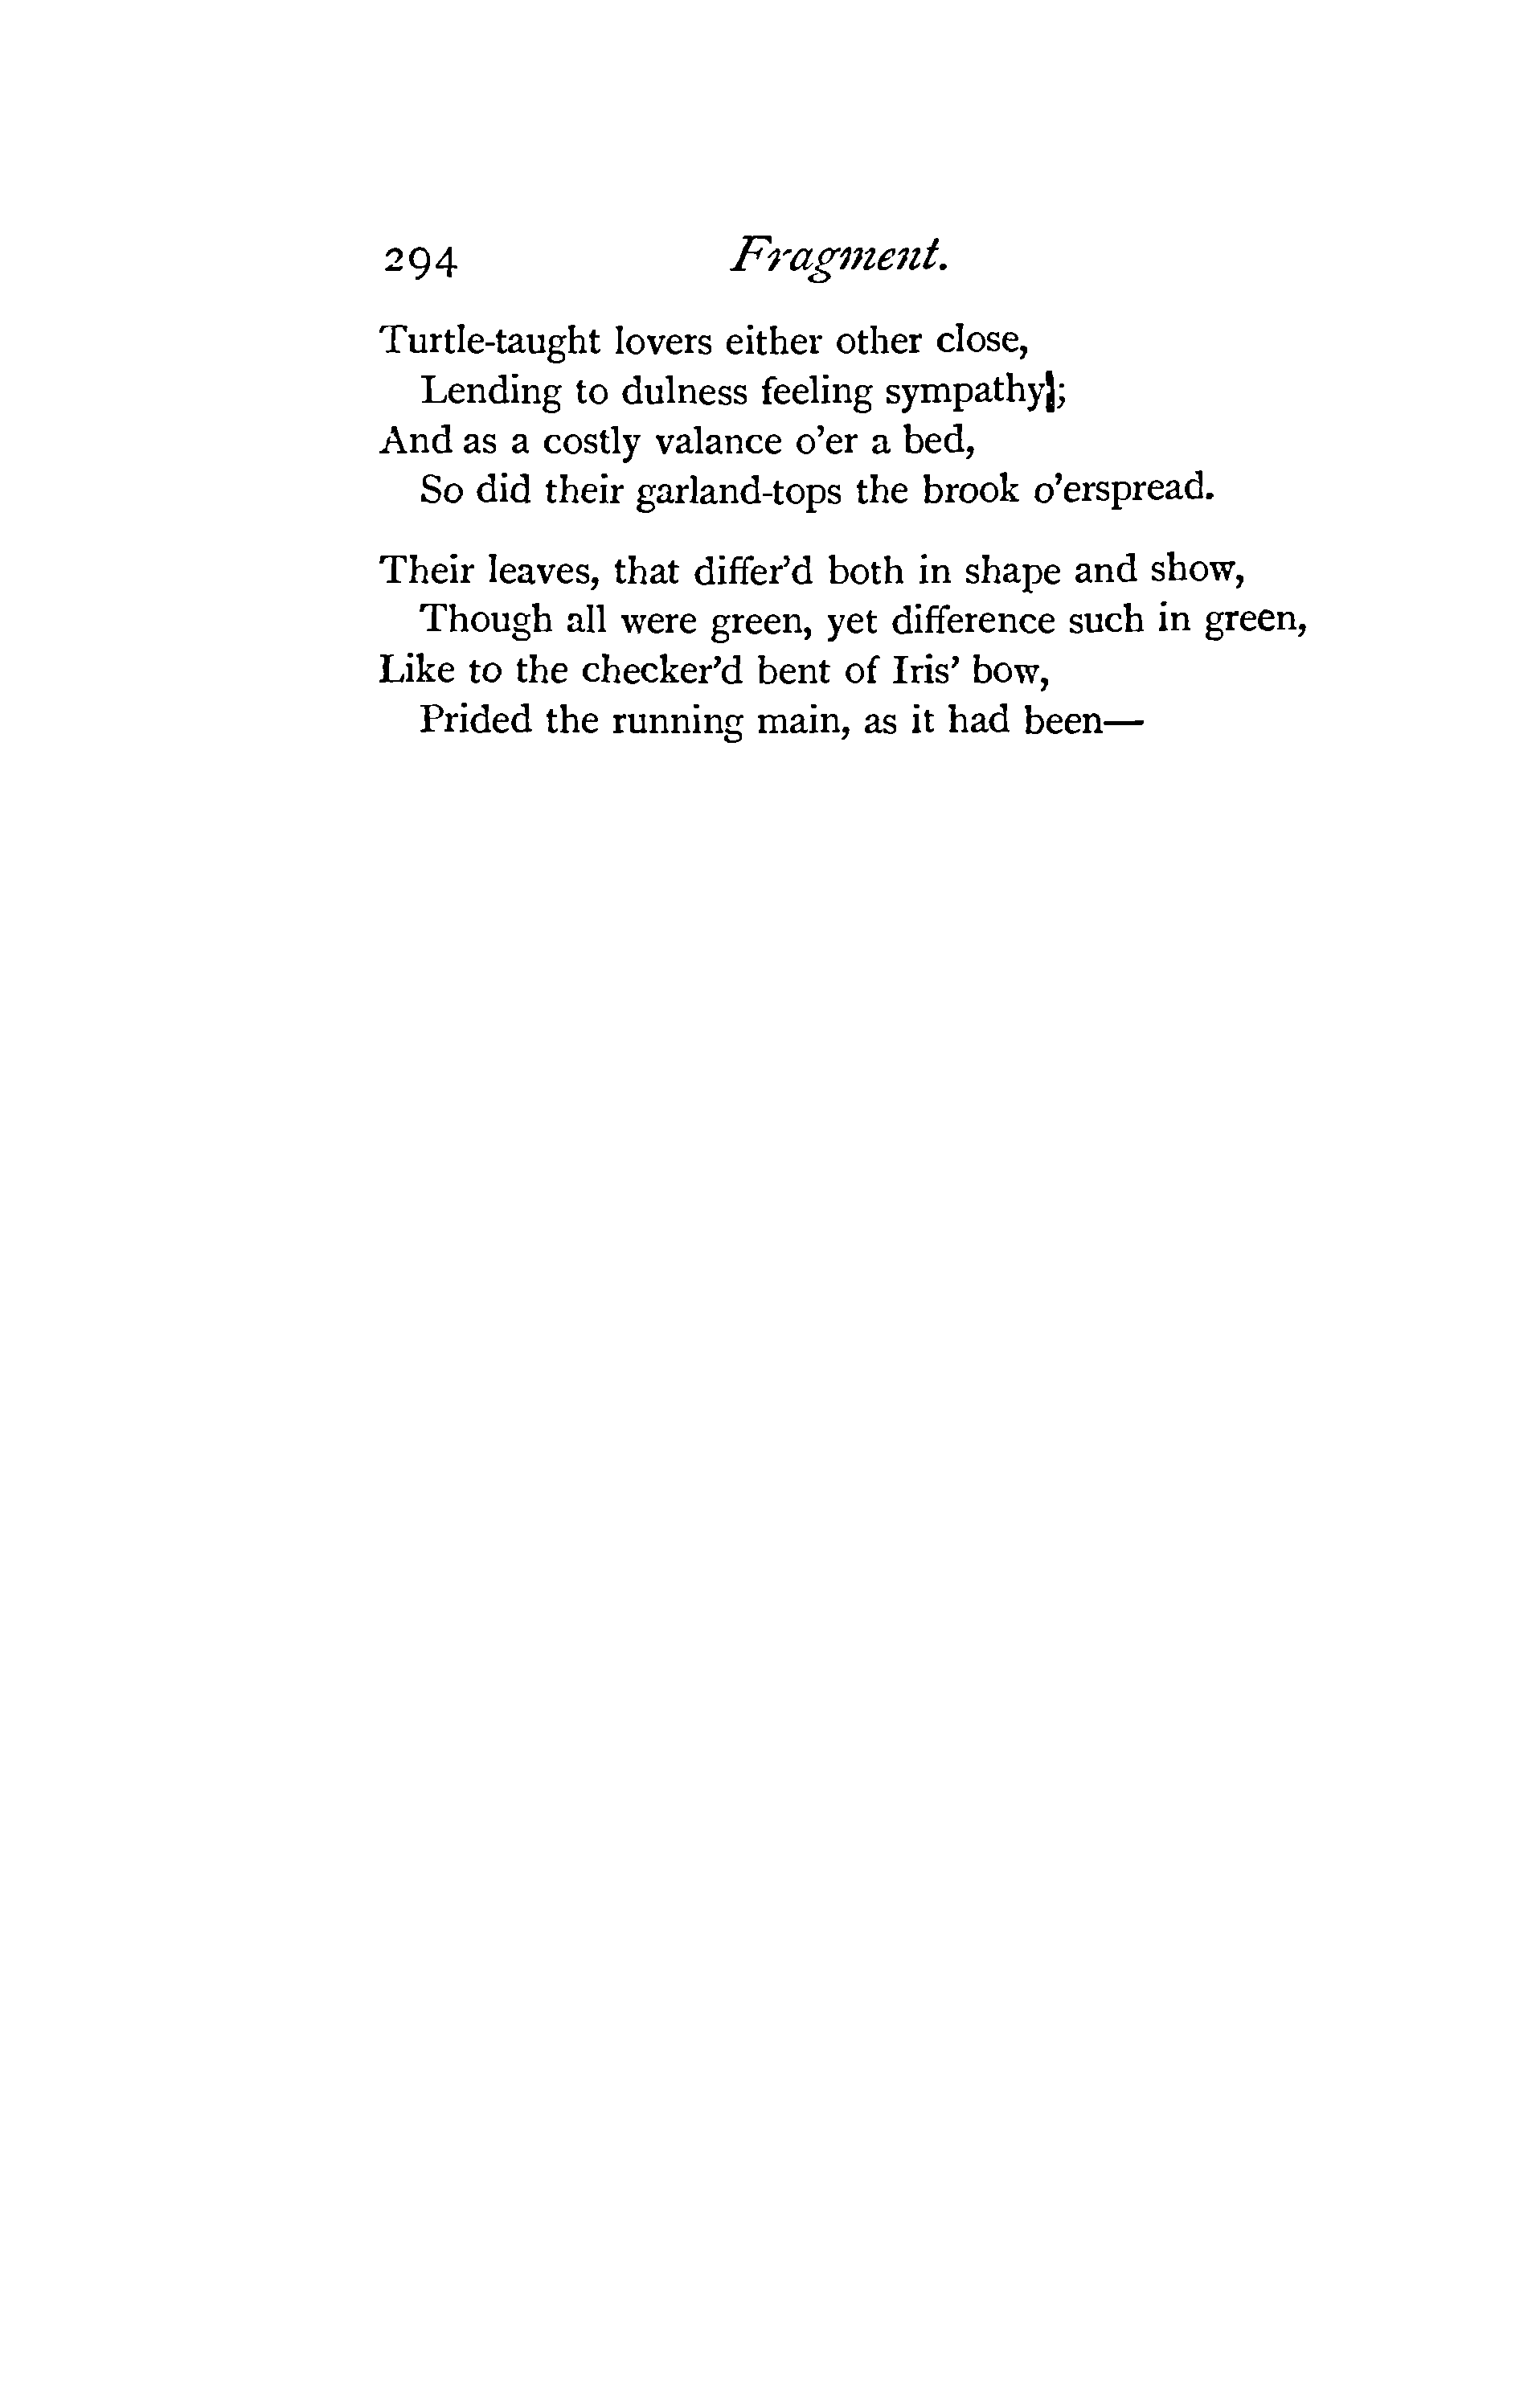 294 Fragment.
Turtle-taught lovers either other close,
Lending to dulness feeling sympathy;
And as a costly valance o’er a bed,
So did their garland-tops the brook o’erspread.
Their leaves, that differ’d both in shape and show,
Though all were green, yet difference such in green,
Like to the checker’d bent of Iris’ bow,
Prided the running main, as it had been—